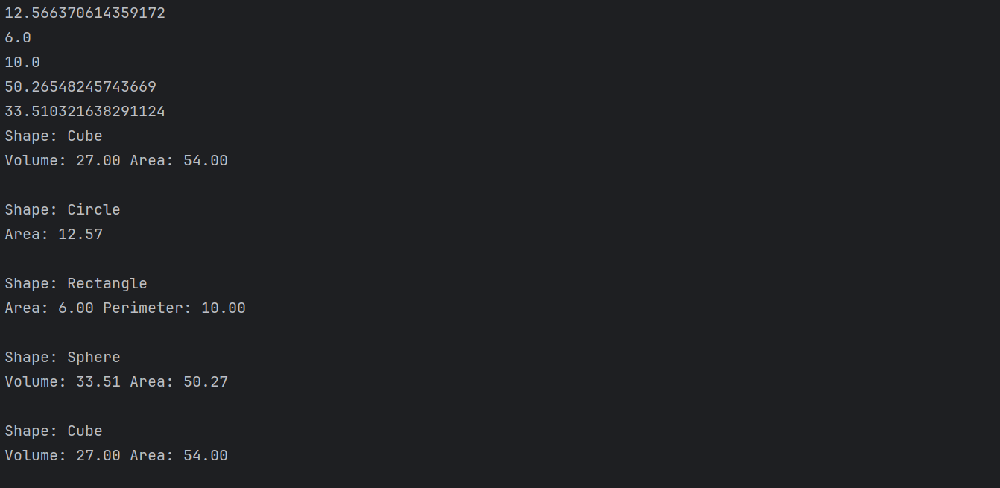 12.566370614359172
6.0
10.0
50.26548245743669
33.510321638291124
Shape: Cube
Volume: 27.00 Area: 54.00
Shape: Circle
Area: 12.57
Shape: Rectangle
Area: 6.00 Perimeter: 10.00
Shape: Sphere
Volume: 33.51 Area: 50.27
Shape: Cube
Volume: 27.00 Area: 54.00